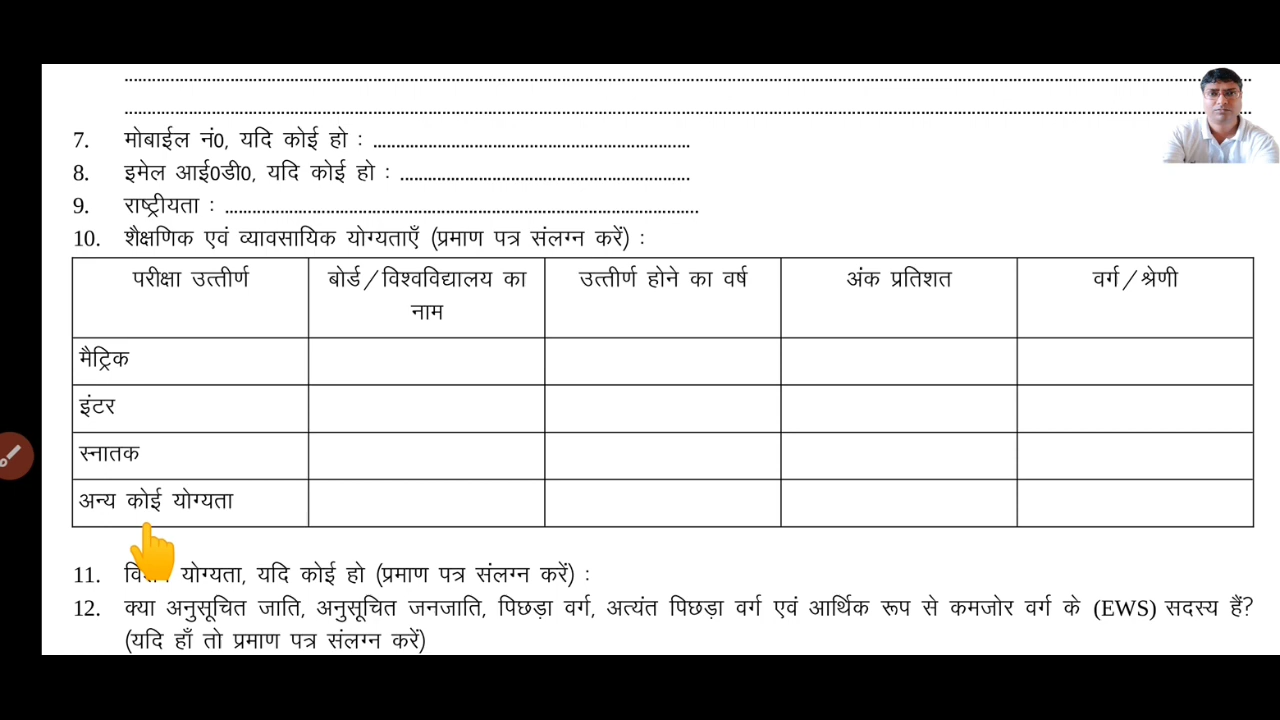 7. मोबाईल नं0, यदि कोई हो : ......................................................................
8. इमेल आई0डी0, यदि कोई हो : ................................................................
9. राष्ट्रीयता : ........................................................................................................
10. शैक्षणिक एवं व्यावसायिक योग्यताएँ (प्रमाण पत्र संलग्न करें) :
परीक्षा उत्तीर्ण बोर्ड/विश्वविद्यालय का नाम उत्तीर्ण होने का वर्ष अंक प्रतिशत वर्ग/श्रेणी
मैट्रिक
इंटर
स्नातक
अन्य कोई योग्यता
11. योग्यता, यदि कोई हो (प्रमाण पत्र संलग्न करें) :
12. क्या अनुसूचित जाति, अनुसूचित जनजाति, पिछड़ा वर्ग, अत्यंत पिछड़ा वर्ग एवं आर्थिक रूप से कमजोर वर्ग के (EWS) सदस्य हैं?
(यदि हाँ तो प्रमाण पत्र संलग्न करें)